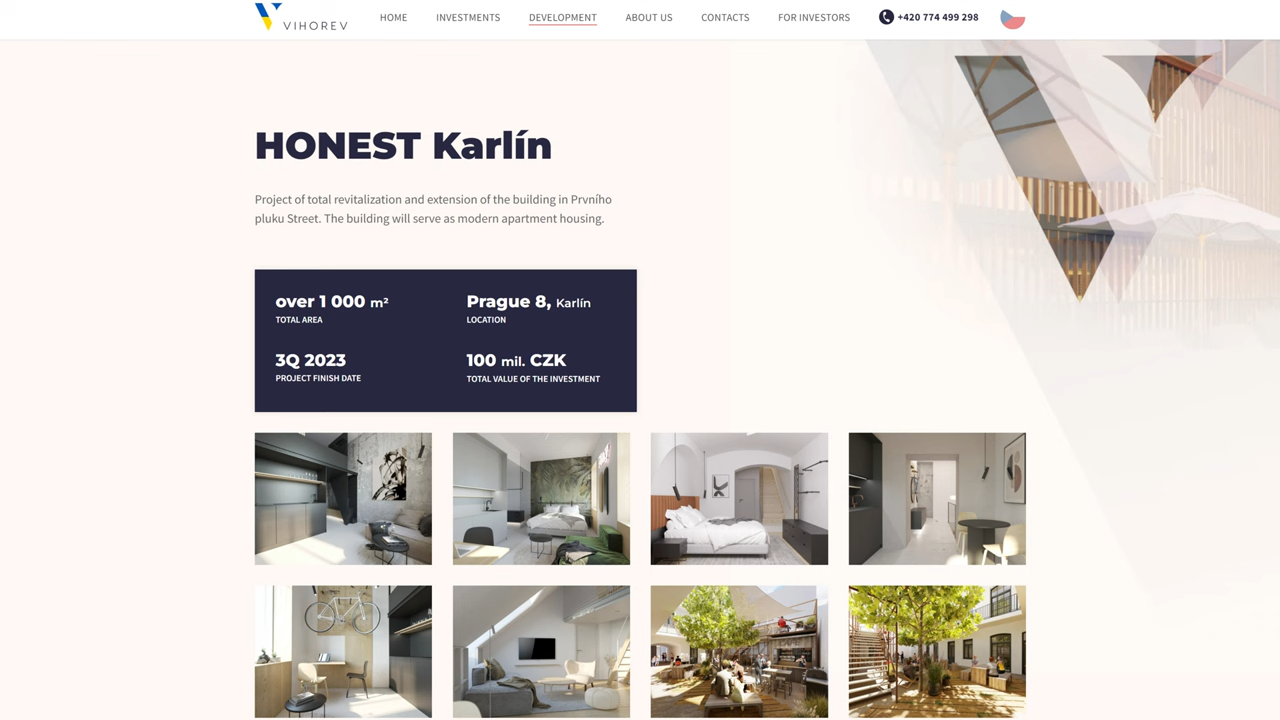 VIHOREV
HOME
INVESTMENTS
DEVELOPMENT
ABOUT US
CONTACTS
FOR INVESTORS
+420 774 499 298
HONEST Karlín
Project of total revitalization and extension of the building in Prvního
pluku Street. The building will serve as modern apartment housing.
over 1 000 m²
TOTAL AREA
Prague 8, Karlín
LOCATION
3Q 2023
PROJECT FINISH DATE
100 mil. CZK
TOTAL VALUE OF THE INVESTMENT